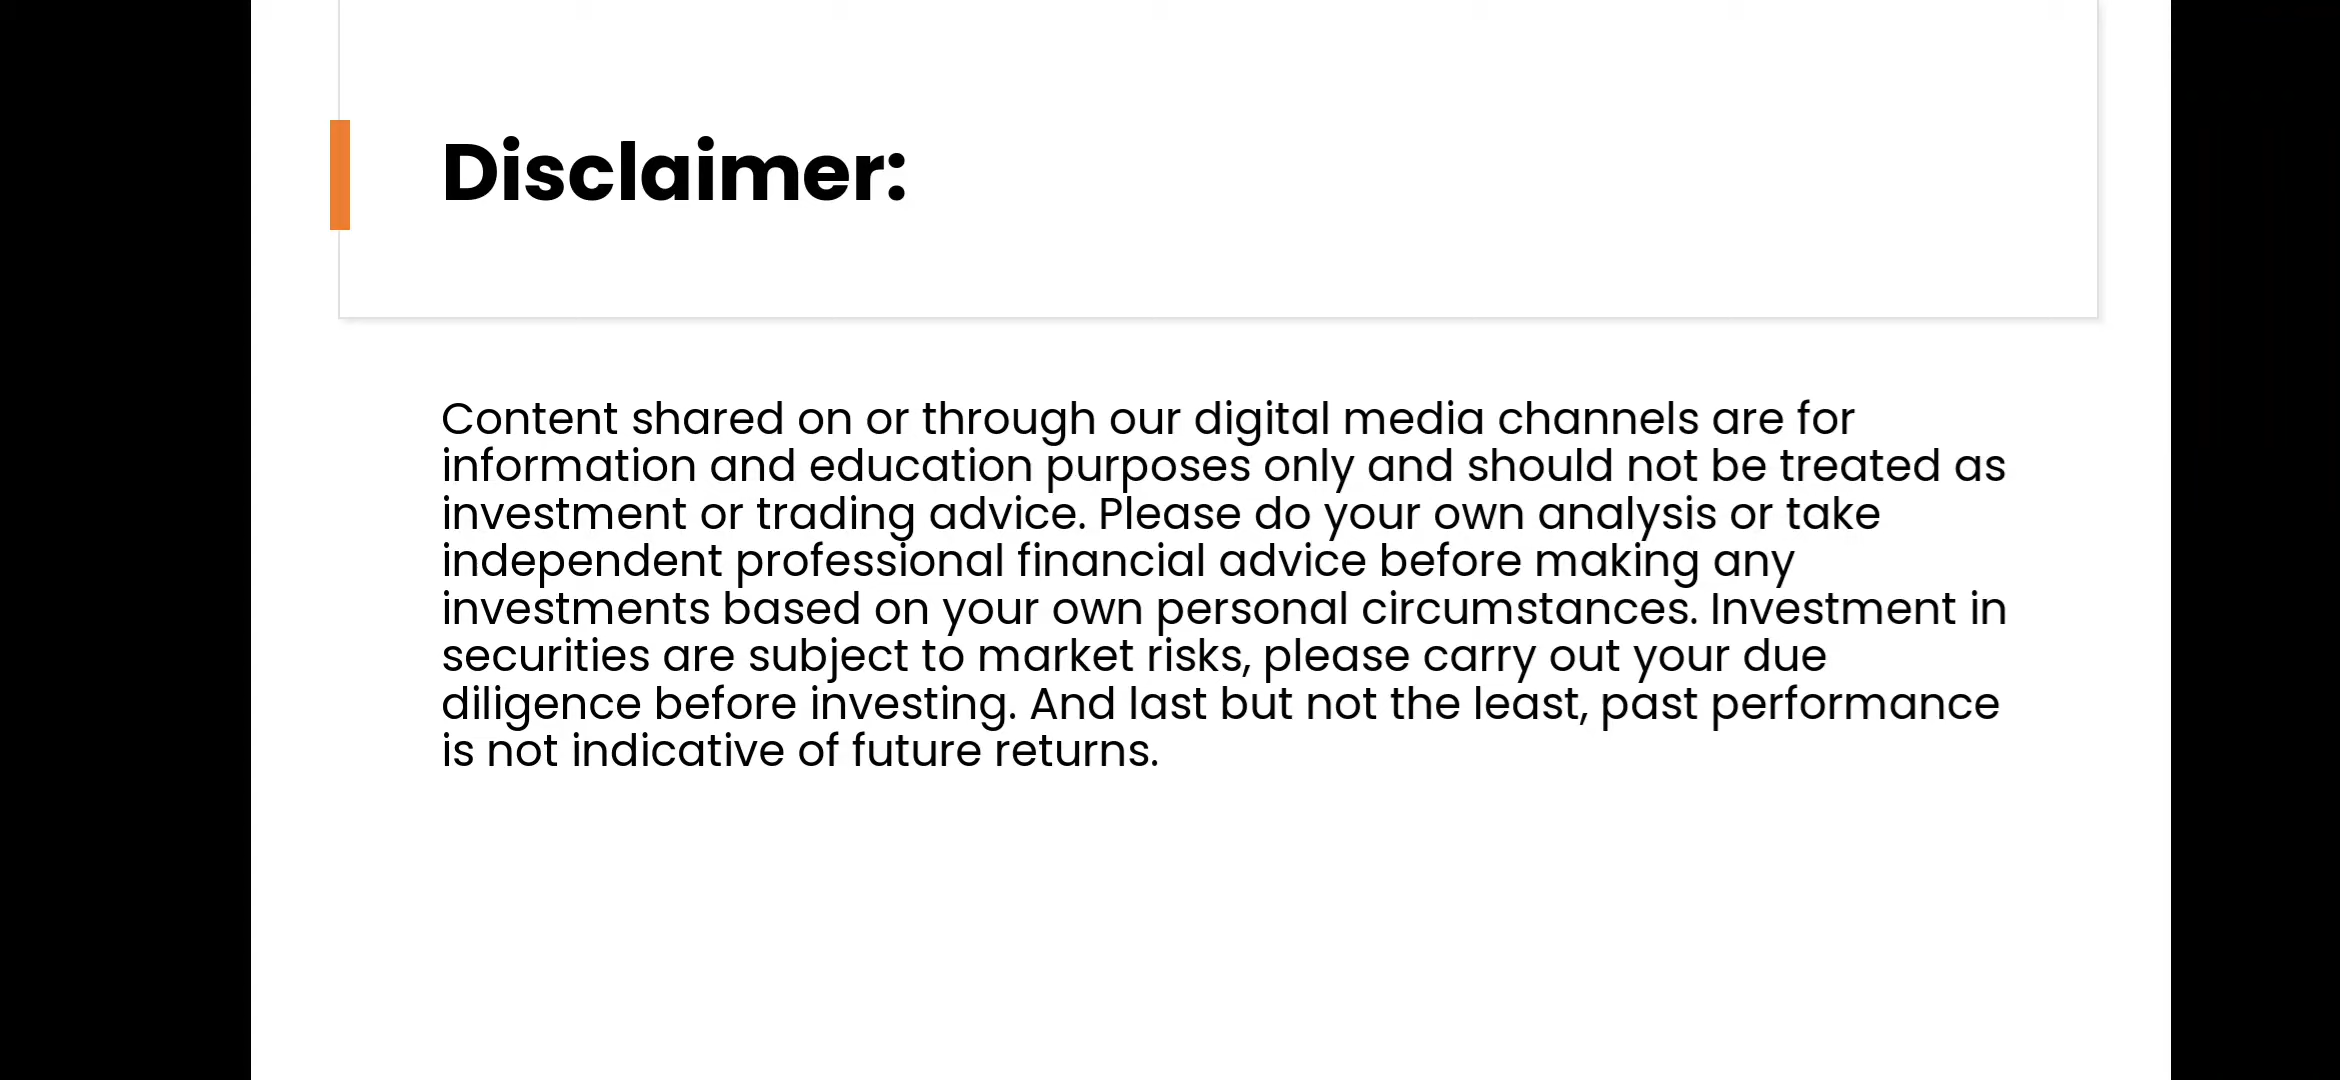 Disclaimer:
Content shared on or through our digital media channels are for
information and education purposes only and should not be treated as
investment or trading advice. Please do your own analysis or take
independent professional financial advice before making any
investments based on your own personal circumstances. Investment in
securities are subject to market risks, please carry out your due
diligence before investing. And last but not the least, past performance
is not indicative of future returns.